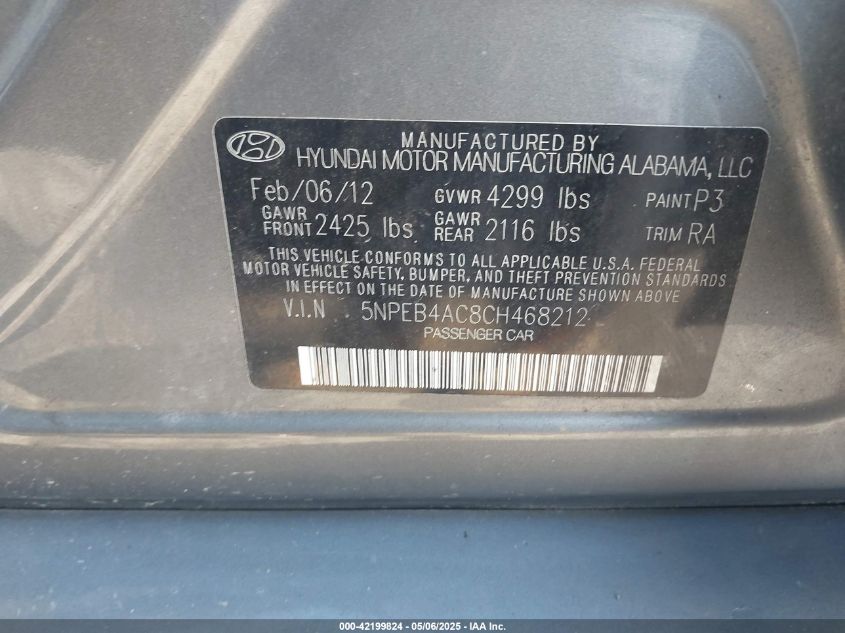 MANUFACTURED BY
HYUNDAI MOTOR MANUFACTURING ALABAMA, LLC
Feb/06/12 GVWR 4299 lbs PAINT P3
GAWR FRONT 2425 lbs GAWR REAR 2116 lbs TRIM RA
THIS VEHICLE CONFORMS TO ALL APPLICABLE U.S.A. FEDERAL
MOTOR VEHICLE SAFETY, BUMPER, AND THEFT PREVENTION STANDARDS
IN EFFECT ON THE DATE OF MANUFACTURE SHOWN ABOVE
V.I.N 5NPEB4AC8CH468212
PASSENGER CAR
000-42199824 - 05/06/2025 - IAA Inc.